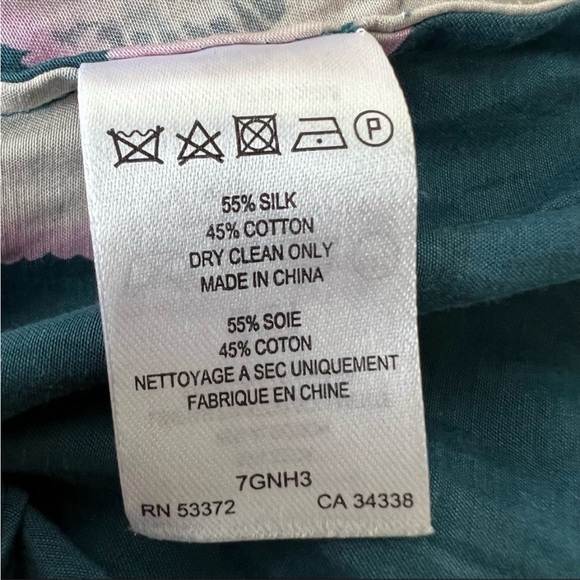 P
55% SILK
45% COTTON
DRY CLEAN ONLY
MADE IN CHINA
55% SOIE
45% COTON
NETTOYAGE A SEC UNIQUEMENT
FABRIQUE EN CHINE
7GNH3
RN 53372 CA 34338